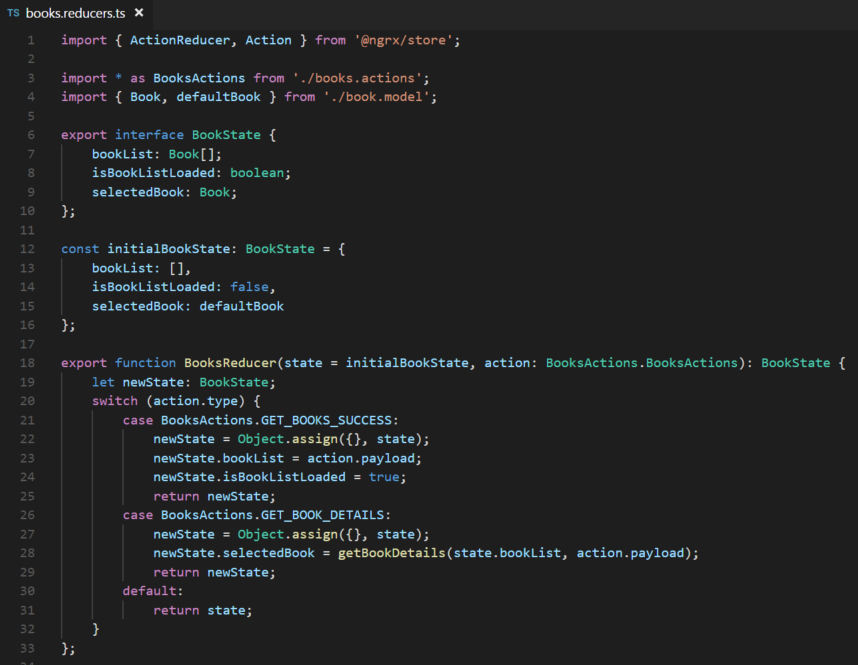 TS books.reducers.ts ×
1 import { ActionReducer, Action } from '@ngrx/store';
2
3 import * as BooksActions from './books.actions';
4 import { Book, defaultBook } from './book.model';
5
6 export interface BookState {
7     bookList: Book[];
8     isBookListLoaded: boolean;
9     selectedBook: Book;
10 };
11
12 const initialBookState: BookState = {
13     bookList: [],
14     isBookListLoaded: false,
15     selectedBook: defaultBook
16 };
17
18 export function BooksReducer(state = initialBookState, action: BooksActions.BooksActions): BookState {
19     let newState: BookState;
20     switch (action.type) {
21         case BooksActions.GET_BOOKS_SUCCESS:
22             newState = Object.assign({}, state);
23             newState.bookList = action.payload;
24             newState.isBookListLoaded = true;
25             return newState;
26         case BooksActions.GET_BOOK_DETAILS:
27             newState = Object.assign({}, state);
28             newState.selectedBook = getBookDetails(state.bookList, action.payload);
29             return newState;
30         default:
31             return state;
32     }
33 };